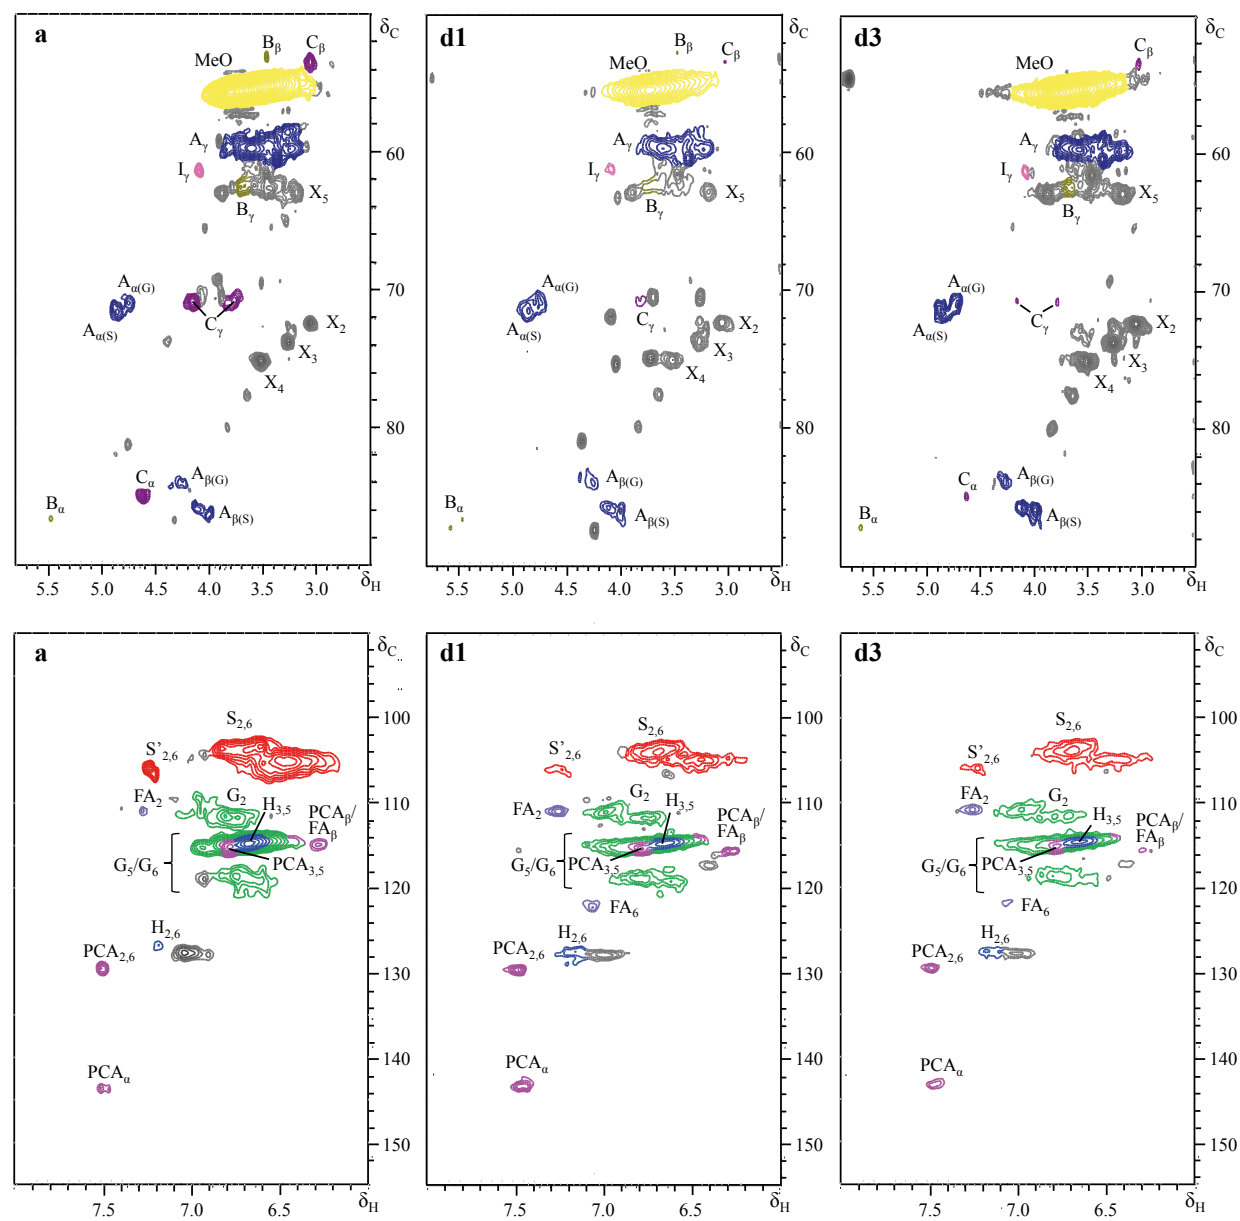 a
δC
MeO
Bβ
Cβ
Aγ
60
Iγ
Bγ
X5
Aα(G)
Aα(S)
70
Cγ
X2
X3
X4
80
Cα
Aβ(G)
Bα
Aβ(S)
5.5 5.0 4.5 4.0 3.5 3.0 δH
d1
δC
MeO
Bβ
Cβ
Aγ
60
Iγ
Bγ
X5
Aα(G)
Aα(S)
70
Cγ
X2
X3
X4
80
Aβ(G)
Bα
Aβ(S)
5.5 5.0 4.5 4.0 3.5 3.0 δH
d3
δC
MeO
Cβ
Aγ
60
Iγ
Bγ
X5
Aα(G)
Aα(S)
70
Cγ
X2
X3
X4
80
Cα
Aβ(G)
Bα
Aβ(S)
5.5 5.0 4.5 4.0 3.5 3.0 δH
a
δC
100
S2,6
S'2,6
FA2
G2
H3,5
PCAβ/
FAβ
110
G5/G6
PCA3,5
120
H2,6
PCA2,6
130
PCAα
140
150
7.5 7.0 6.5 δH
d1
δC
100
S2,6
S'2,6
FA2
G2
H3,5
PCAβ/
FAβ
110
G5/G6
PCA3,5
120
FA6
H2,6
PCA2,6
130
PCAα
140
150
7.5 7.0 6.5 δH
d3
δC
100
S2,6
S'2,6
FA2
G2
H3,5
PCAβ/
FAβ
110
G5/G6
PCA3,5
120
FA6
H2,6
PCA2,6
130
PCAα
140
150
7.5 7.0 6.5 δH